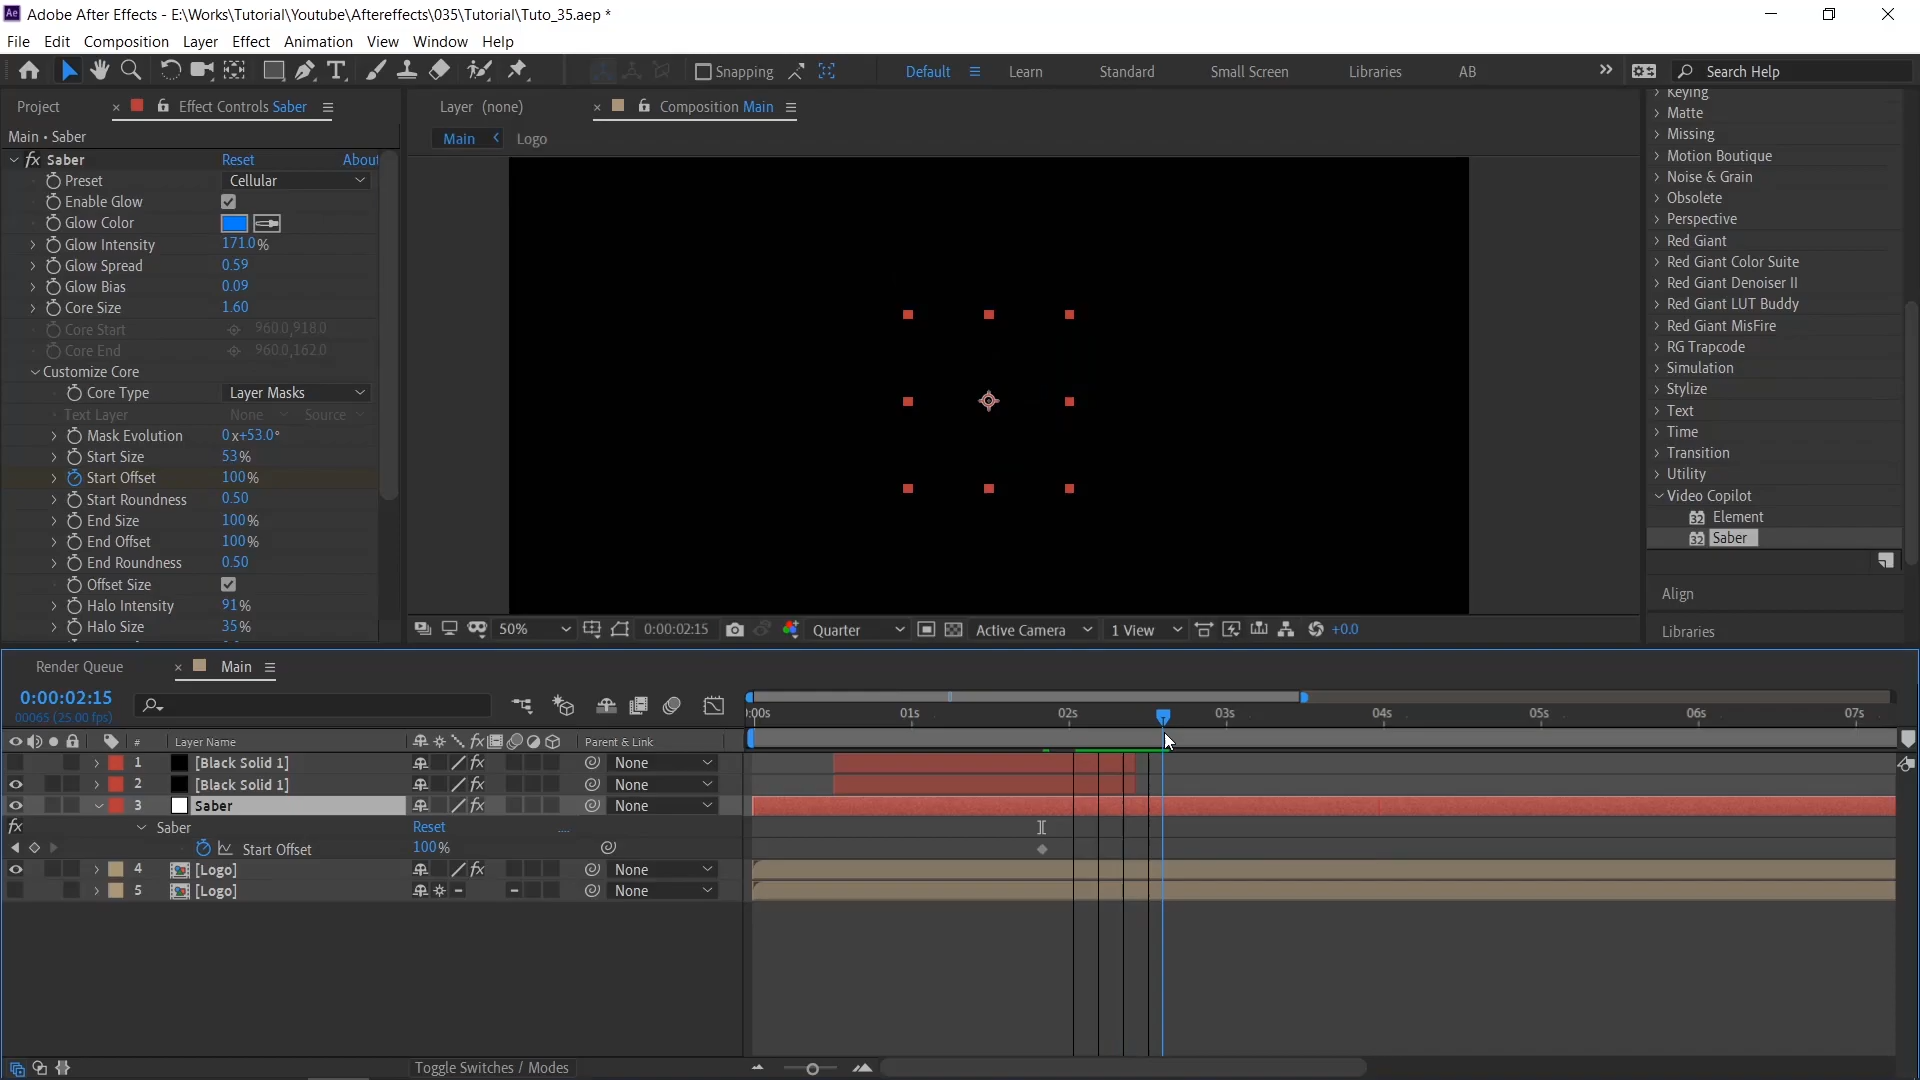 Adobe After Effects - E:\Works\Tutorial\Youtube\Aftereffects\035\Tutorial\Tuto_35.aep *
File Edit Composition Layer Effect Animation View Window Help
Snapping Default Learn Standard Small Screen Libraries AB Search Help
Project Effect Controls Saber
Layer (none) Composition Main
Main • Saber
Main Logo
fx Saber Reset About
Preset Cellular
Enable Glow
Glow Color
Glow Intensity 171.0%
Glow Spread 0.59
Glow Bias 0.09
Core Size 1.60
Core Start 960.0,918.0
Core End 960.0,162.0
Customize Core
Core Type Layer Masks
Text Layer None Source
Mask Evolution 0x+53.0°
Start Size 53%
Start Offset 100%
Start Roundness 0.50
End Size 100%
End Offset 100%
End Roundness 0.50
Offset Size
Halo Intensity 91%
Halo Size 35%
Keying
Matte
Missing
Motion Boutique
Noise & Grain
Obsolete
Perspective
Red Giant
Red Giant Color Suite
Red Giant Denoiser II
Red Giant LUT Buddy
Red Giant MisFire
RG Trapcode
Simulation
Stylize
Text
Time
Transition
Utility
Video Copilot
32 Element
32 Saber
Align
Libraries
50% 0:00:02:15 Quarter Active Camera 1 View +0.0
Render Queue Main
0:00:02:15
00065 (25.00 fps)
:00s 01s 02s 03s 04s 05s 06s 07s
# Layer Name fx Parent & Link
1 [Black Solid 1] fx None
2 [Black Solid 1] fx None
3 Saber fx None
fx Saber Reset ....
Start Offset 100%
4 [Logo] fx None
5 [Logo] None
Toggle Switches / Modes